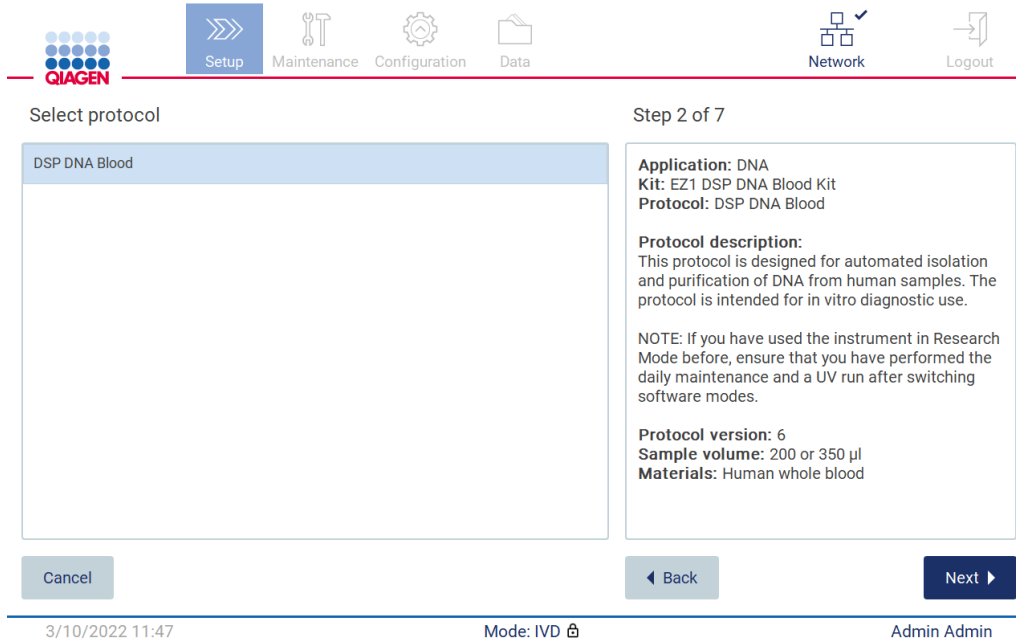 QIAGEN
Setup
Maintenance
Configuration
Data
Network
Logout
Select protocol
Step 2 of 7
DSP DNA Blood
Application: DNA
Kit: EZ1 DSP DNA Blood Kit
Protocol: DSP DNA Blood
Protocol description:
This protocol is designed for automated isolation
and purification of DNA from human samples. The
protocol is intended for in vitro diagnostic use.
NOTE: If you have used the instrument in Research
Mode before, ensure that you have performed the
daily maintenance and a UV run after switching
software modes.
Protocol version: 6
Sample volume: 200 or 350 µl
Materials: Human whole blood
Cancel
Back
Next
3/10/2022 11:47
Mode: IVD
Admin Admin